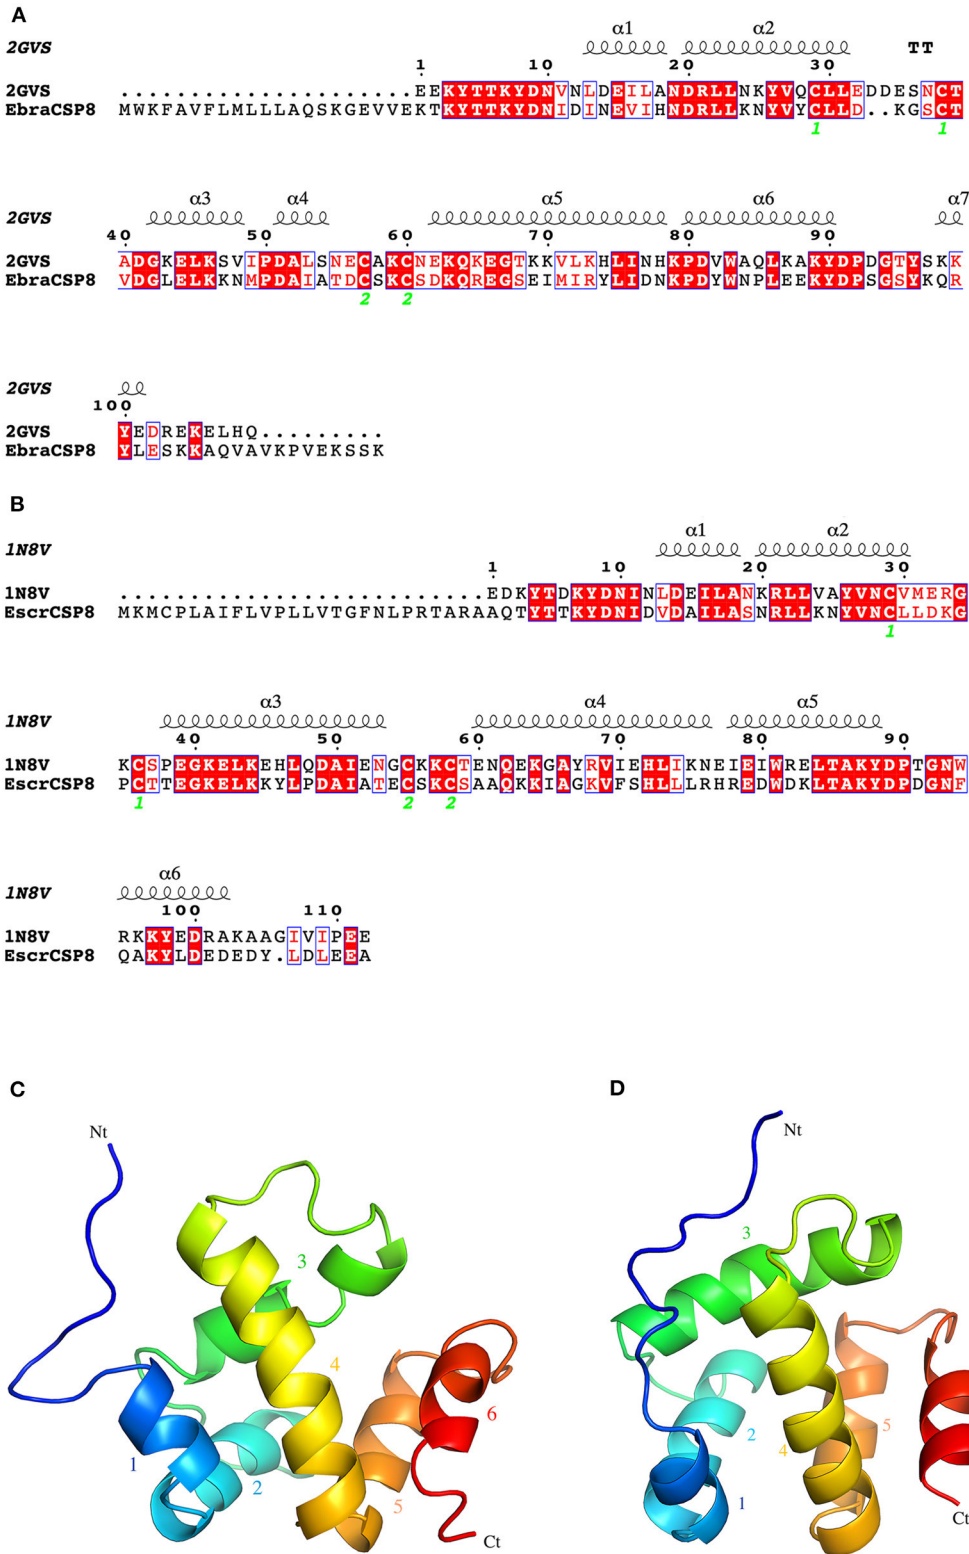 A
2GVS α1 α2 TT
1 10 20 30
2GVS .....................EEKYTTKYDNVNLDEILANDRLLNKYVQCLLEDDESNCT
EbraCSP8 MWKFAVFLMLLLAQSKGEVVEKTKYTTKYDNIDINEVIHNDRLLKNYVYCLLD..KGSCT
1 1
2GVS α3 α4 α5 α6 α7
40 50 60 70 80 90
2GVS ADGKELKSVIPDALSNECAKCNEKQKEGTKKVLKHLINHKPDVWAQLKAKYDPDGTYSKK
EbraCSP8 VDGLELKKNMPDAIATDCSKCSDKQREGSEIMIRYLIDNKPDYWNPLEEKYDPSGSYKQR
2 2
2GVS
100
2GVS YEDREKELHQ.........
EbraCSP8 YLESKKAQVAVKPVEKSSK
B
1N8V α1 α2
1 10 20 30
1N8V ..........................EDKYTDKYDNINLDEILANKRLLVAYVNCVMERG
EscrCSP8 MKMCPLAIFLVPLLVTGFNLPRTARAAQTYTTKYDNIDVDAILASNRLLKNYVNCLLDKG
1
1N8V α3 α4 α5
40 50 60 70 80 90
1N8V KCSPEGKELKEHLQDAIENGCKKCTENQEKGAYRVIEHLIKNEIEIWRELTAKYDPTGNW
EscrCSP8 PCTTEGKELKKYLPDAIATECSKCSAAQKKIAGKVFSHLLLRHREDWDKLTAKYDPDGNF
1 2 2
1N8V α6
100 110
1N8V RKKYEDRAKAAGIVIPEE
EscrCSP8 QAKYLDEDEDY.LDLEEA
C
Nt
3
4
6
1
2
5
Ct
D
Nt
3
2
4
5
1
Ct